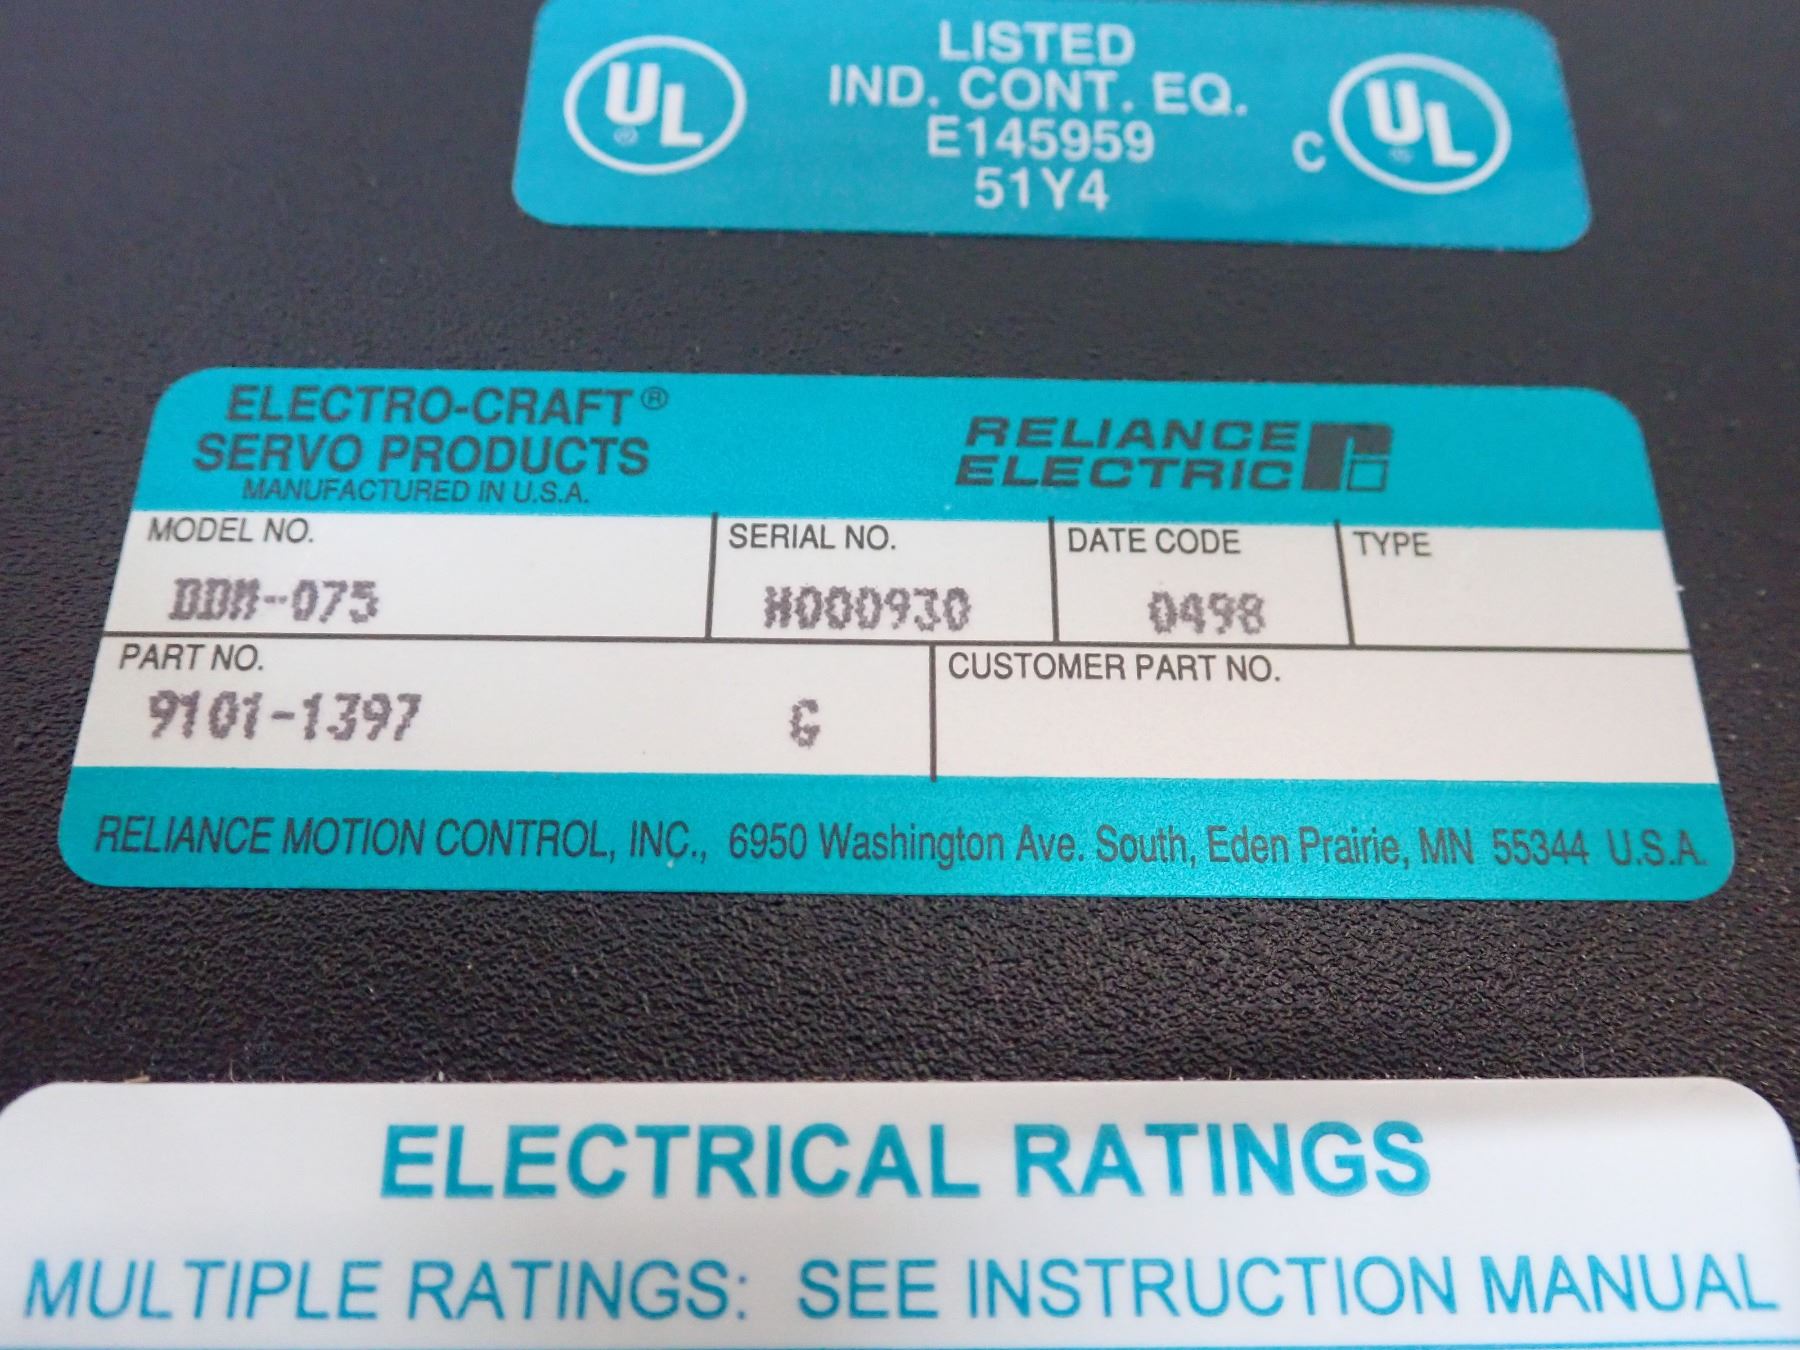 LISTED
IND. CONT. EQ.
E145959
51Y4
UL ®
C UL ®
ELECTRO-CRAFT®
SERVO PRODUCTS
MANUFACTURED IN U.S.A.
RELIANCE
ELECTRIC
MODEL NO.
DDM-075
SERIAL NO.
H000930
DATE CODE
0498
TYPE
PART NO.
9101-1397 G
CUSTOMER PART NO.
RELIANCE MOTION CONTROL, INC., 6950 Washington Ave. South, Eden Prairie, MN 55344 U.S.A.
ELECTRICAL RATINGS
MULTIPLE RATINGS: SEE INSTRUCTION MANUAL